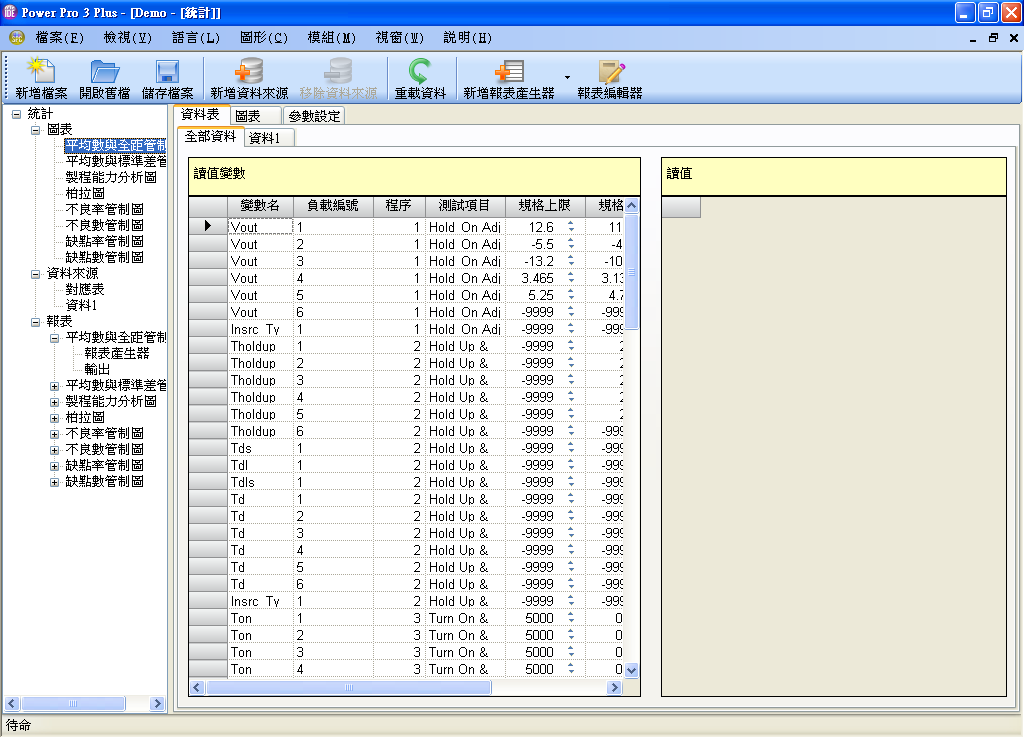 Power Pro 3 Plus - [Demo - [統計]]
檔案(F) 檢視(V) 語言(L) 圖形(C) 模組(M) 視窗(W) 說明(H)
新增檔案 開啟舊檔 儲存檔案 新增資料來源 移除資料來源 重載資料 新增報表產生器 報表編輯器
統計
圖表
平均數與全距管制
平均數與標準差管
製程能力分析圖
柏拉圖
不良率管制圖
不良數管制圖
缺點率管制圖
缺點數管制圖
資料來源
對應表
資料1
報表
平均數與全距管制
報表產生器
輸出
平均數與標準差管
製程能力分析圖
柏拉圖
不良率管制圖
不良數管制圖
缺點率管制圖
缺點數管制圖
資料表 圖表 參數設定
全部資料 資料1
讀值變數
變數名 負載編號 程序 測試項目 規格上限 規格
Vout 1 1 Hold On Adj 12.6 11
Vout 2 1 Hold On Adj -5.5 -4
Vout 3 1 Hold On Adj -13.2 -10
Vout 4 1 Hold On Adj 3.465 3.13
Vout 5 1 Hold On Adj 5.25 4.7
Vout 6 1 Hold On Adj -9999 -999
Insrc_Ty 1 1 Hold On Adj -9999 -999
Tholdup 1 2 Hold Up & -9999 2
Tholdup 2 2 Hold Up & -9999 2
Tholdup 3 2 Hold Up & -9999 2
Tholdup 4 2 Hold Up & -9999 2
Tholdup 5 2 Hold Up & -9999 2
Tholdup 6 2 Hold Up & -9999 -999
Tds 1 2 Hold Up & -9999 -999
Tdl 1 2 Hold Up & -9999 -999
Tdls 1 2 Hold Up & -9999 -999
Td 1 2 Hold Up & -9999 -999
Td 2 2 Hold Up & -9999 -999
Td 3 2 Hold Up & -9999 -999
Td 4 2 Hold Up & -9999 -999
Td 5 2 Hold Up & -9999 -999
Td 6 2 Hold Up & -9999 -999
Insrc_Ty 1 2 Hold Up & -9999 -999
Ton 1 3 Turn On & 5000 0
Ton 2 3 Turn On & 5000 0
Ton 3 3 Turn On & 5000 0
Ton 4 3 Turn On & 5000 0
讀值
待命